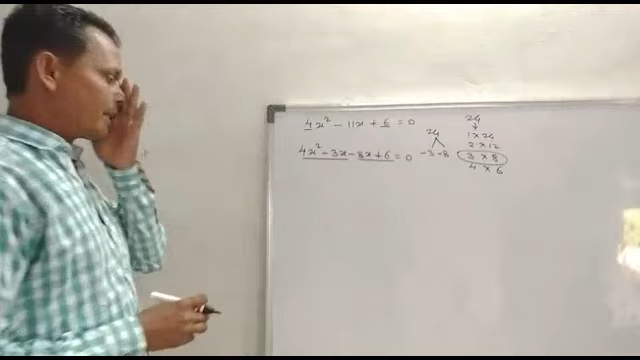 4x² - 11x + 6 = 0
4x² - 3x - 8x + 6 = 0
24
-3 -8
24
1 x 24
2 x 12
3 x 8
4 x 6